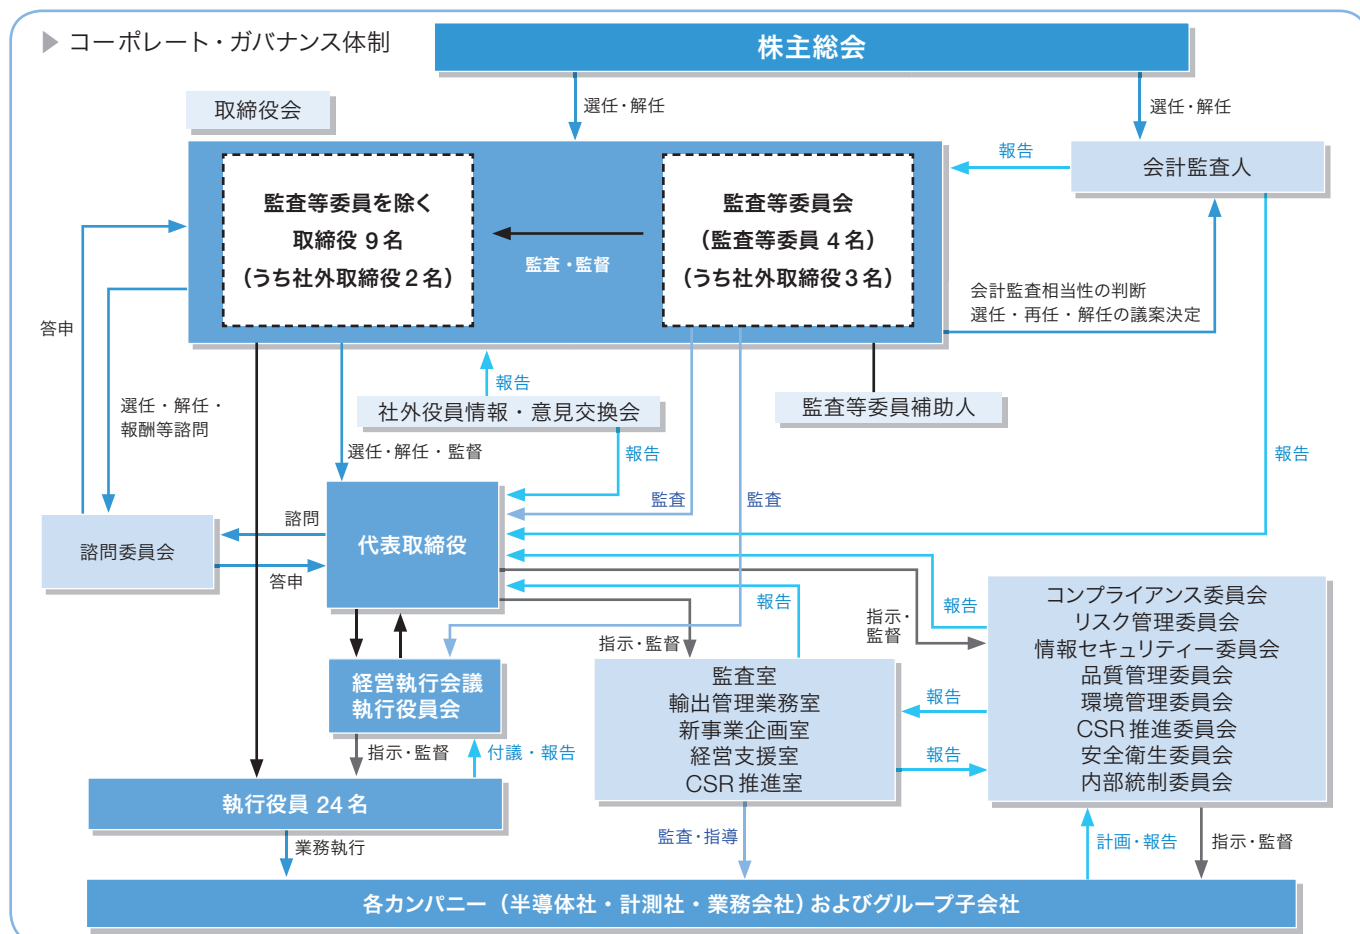 コーポレート・ガバナンス体制
株主総会
選任・解任
選任・解任
取締役会
報告
会計監査人
監査等委員を除く
取締役 9名
(うち社外取締役2名)
監査・監督
監査等委員会
(監査等委員 4名)
(うち社外取締役3名)
会計監査相当性の判断
選任・再任・解任の議案決定
答申
選任・解任・
報酬等諮問
報告
社外役員情報・意見交換会
監査等委員補助人
選任・解任・監督
報告
報告
監査
監査
諮問委員会
諮問
答申
代表取締役
報告
報告
指示・監督
指示・
監督
コンプライアンス委員会
リスク管理委員会
情報セキュリティー委員会
品質管理委員会
環境管理委員会
CSR推進委員会
安全衛生委員会
内部統制委員会
経営執行会議
執行役員会
監査室
輸出管理業務室
新事業企画室
経営支援室
CSR推進室
報告
報告
指示・監督
付議・報告
執行役員 24名
業務執行
監査・指導
計画・報告
指示・監督
各カンパニー(半導体社・計測社・業務会社)およびグループ子会社